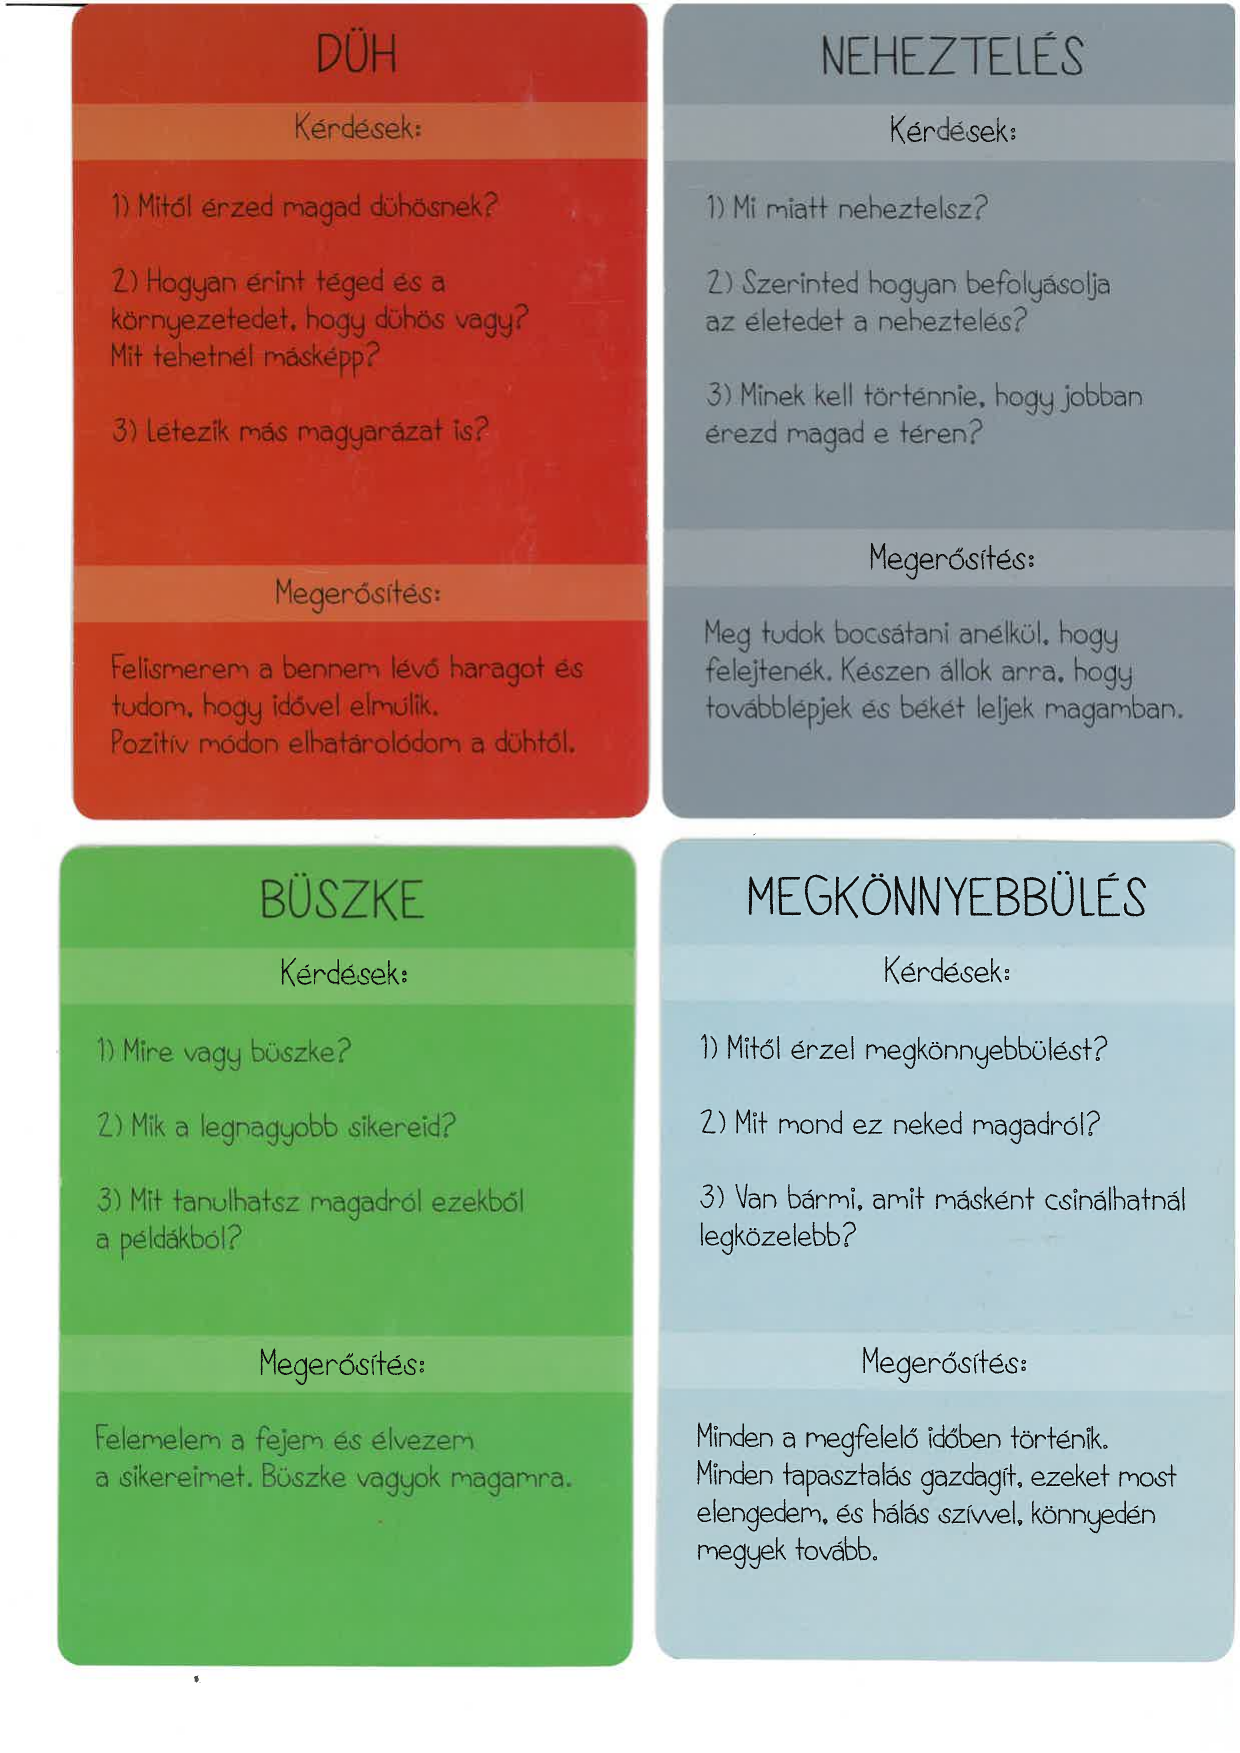 DÜH
Kérdések:
1) Mitől érzed magad dühösnek?
2) Hogyan érint téged és a
környezetedet, hogy dühös vagy?
Mit tehetnél másképp?
3) Létezik más magyarázat is?
Megerősítés:
Felismerem a bennem lévő haragot és
tudom, hogy idővel elmúlik.
Pozitív módon elhatárolódom a dühtől.
NEHEZTELÉS
Kérdések:
1) Mi miatt neheztelsz?
2) Szerinted hogyan befolyásolja
az életedet a neheztelés?
3) Minek kell történnie, hogy jobban
érezd magad e téren?
Megerősítés:
Meg tudok bocsátani anélkül, hogy
felejtenék. Készen állok arra, hogy
továbblépjek és békét leljek magamban.
BÜSZKE
Kérdések:
1) Mire vagy büszke?
2) Mik a legnagyobb sikereid?
3) Mit tanulhatsz magadról ezekből
a példákból?
Megerősítés:
Felemelem a fejem és élvezem
a sikereimet. Büszke vagyok magamra.
MEGKÖNNYEBBÜLÉS
Kérdések:
1) Mitől érzel megkönnyebbülést?
2) Mit mond ez neked magadról?
3) Van bármi, amit másként csinálhatnál
legközelebb?
Megerősítés:
Minden a megfelelő időben történik.
Minden tapasztalás gazdagít, ezeket most
elengedem, és hálás szívvel, könnyedén
megyek tovább.